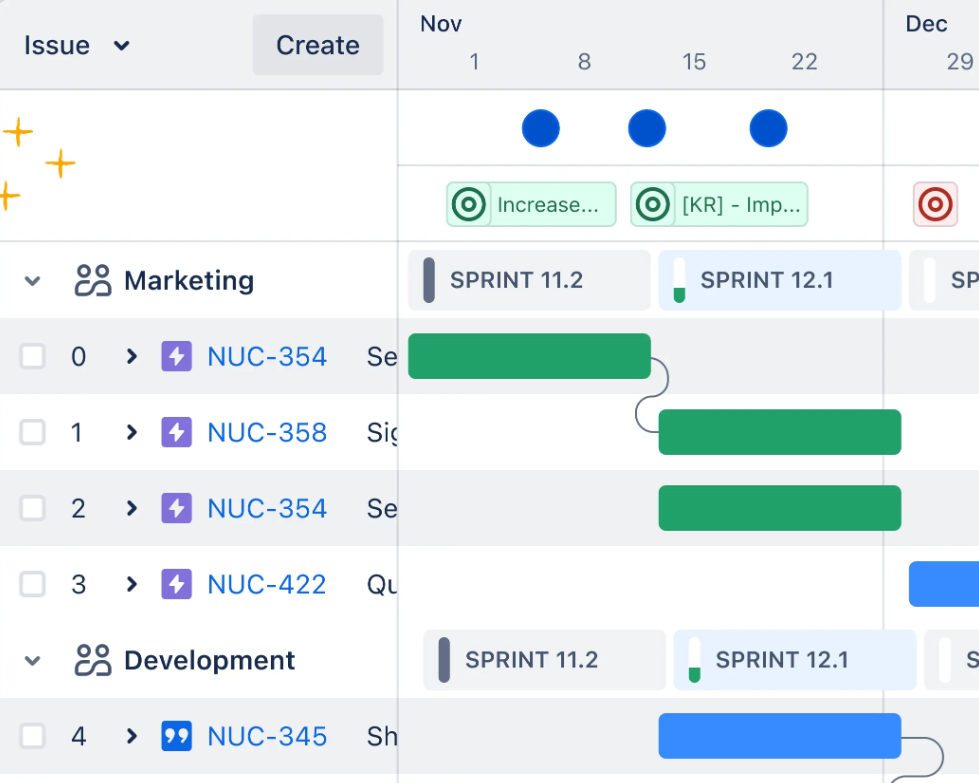 Issue Create Nov Dec
1 8 15 22 29
Increase... [KR] - Imp...
Marketing SPRINT 11.2 SPRINT 12.1 SP
0 NUC-354 Se
1 NUC-358 Sig
2 NUC-354 Se
3 NUC-422 Qu
Development SPRINT 11.2 SPRINT 12.1 S
4 NUC-345 Sh